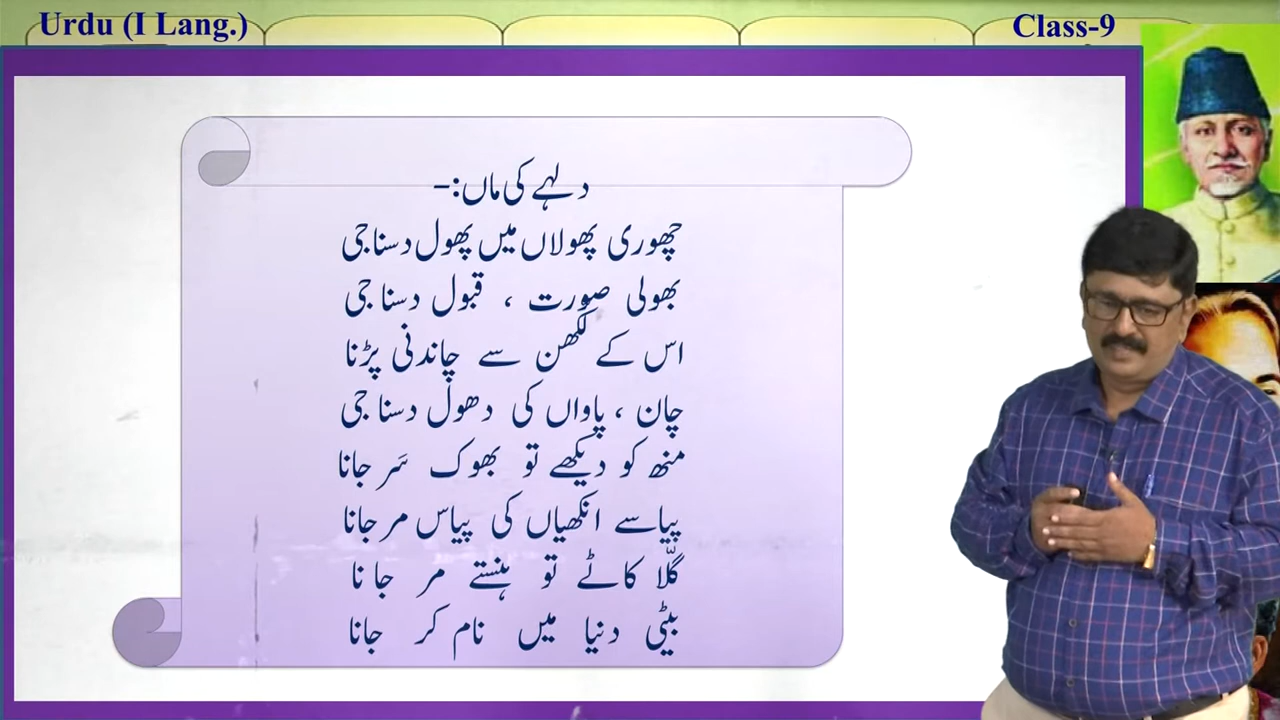 Urdu (I Lang.)
Class-9
دلہے کی ماں:-
چھوری پھولاں میں پھول دسنا جی
بھولی صورت ، قبول دسنا جی
اس کے لکھن سے چاندنی پڑنا
چان ، پاواں کی دھول دسنا جی
منھ کو دیکھے تو بھوک سَر جانا
پیاسے انکھیاں کی پیاس مر جانا
گلّا کاٹے تو ہنستے مر جانا
بیٹی دنیا میں نام کر جانا